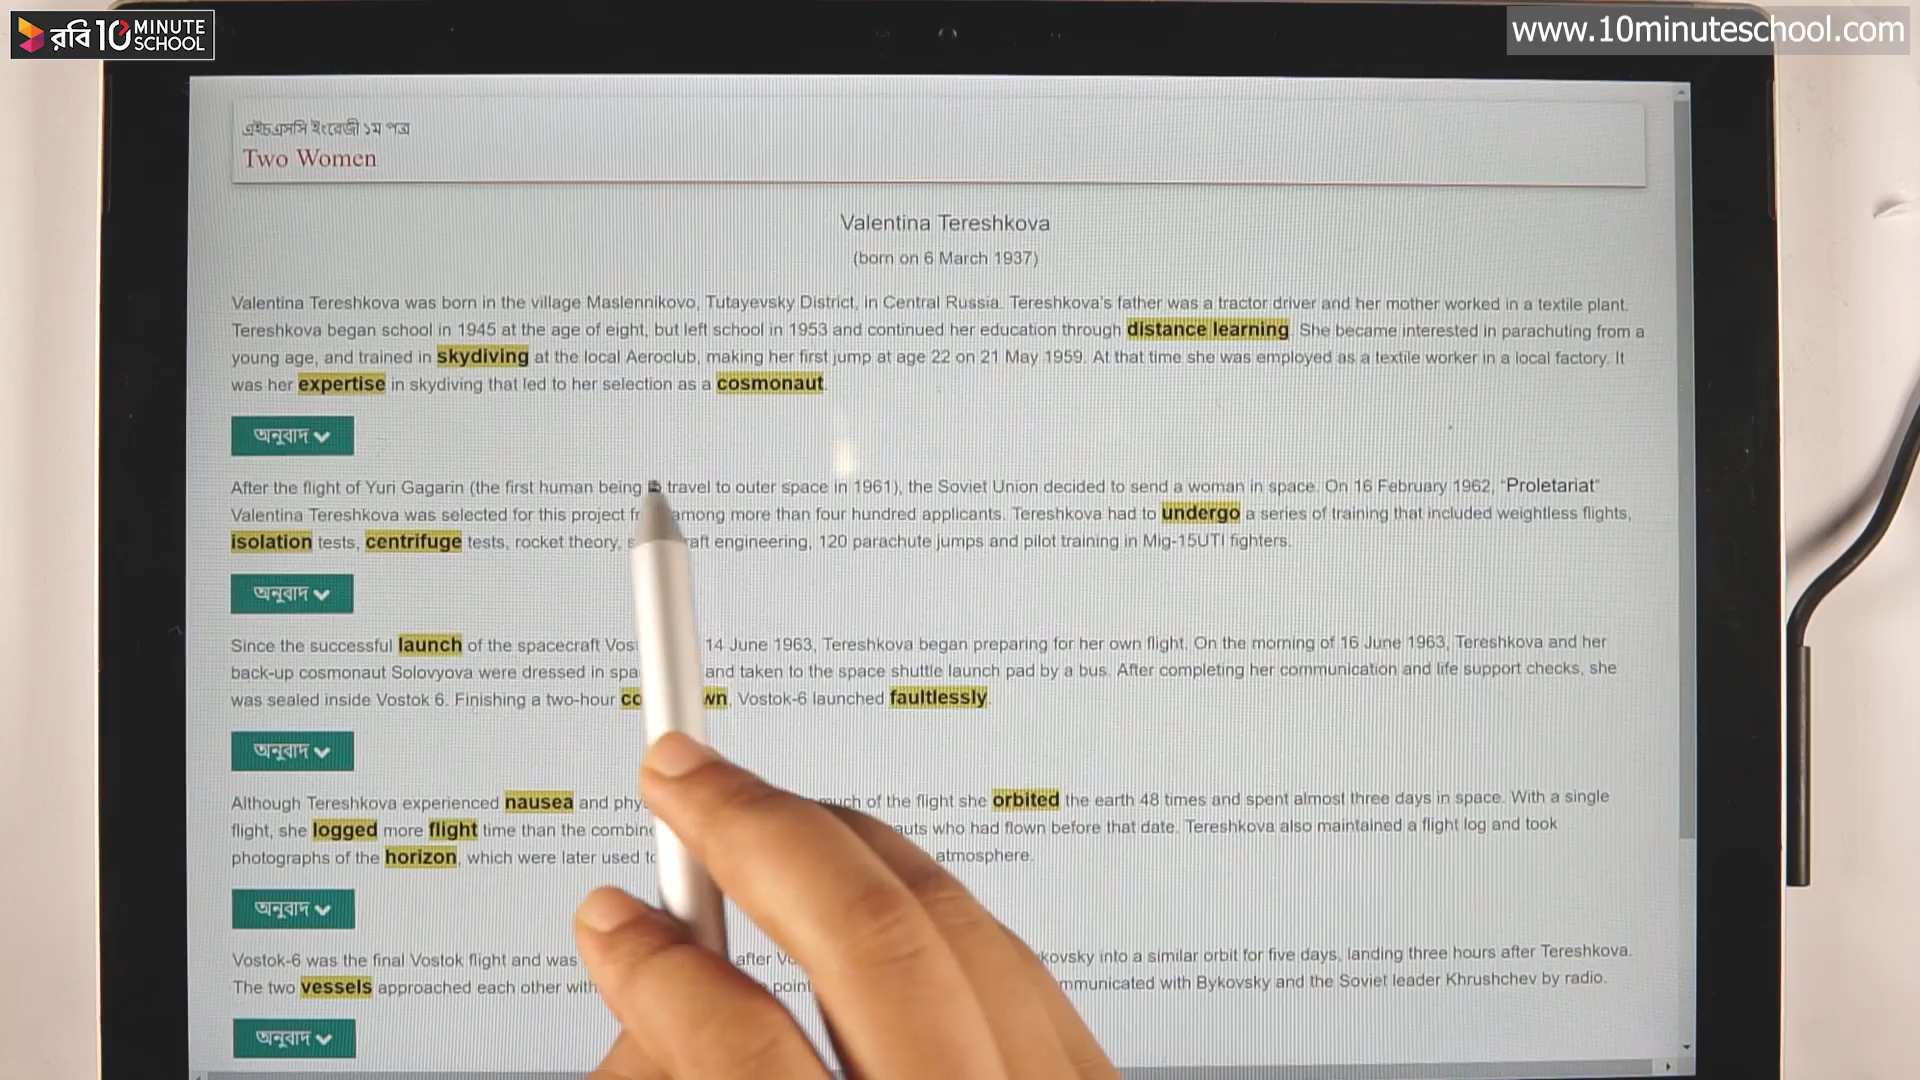 রবি 10 MINUTE SCHOOL
www.10minuteschool.com
এইচএসসি ইংরেজী ১ম পত্র
Two Women
Valentina Tereshkova
(born on 6 March 1937)
Valentina Tereshkova was born in the village Maslennikovo, Tutayevsky District, in Central Russia. Tereshkova's father was a tractor driver and her mother worked in a textile plant.
Tereshkova began school in 1945 at the age of eight, but left school in 1953 and continued her education through distance learning. She became interested in parachuting from a
young age, and trained in skydiving at the local Aeroclub, making her first jump at age 22 on 21 May 1959. At that time she was employed as a textile worker in a local factory. It
was her expertise in skydiving that led to her selection as a cosmonaut.
অনুবাদ
After the flight of Yuri Gagarin (the first human being travel to outer space in 1961), the Soviet Union decided to send a woman in space. On 16 February 1962, “Proletariat”
Valentina Tereshkova was selected for this project among more than four hundred applicants. Tereshkova had to undergo a series of training that included weightless flights,
isolation tests, centrifuge tests, rocket theory, engineering, 120 parachute jumps and pilot training in Mig-15UTI fighters.
অনুবাদ
Since the successful launch of the spacecraft 14 June 1963, Tereshkova began preparing for her own flight. On the morning of 16 June 1963, Tereshkova and her
back-up cosmonaut Solovyova were dressed in and taken to the space shuttle launch pad by a bus. After completing her communication and life support checks, she
was sealed inside Vostok 6. Finishing a two-hour Vostok-6 launched faultlessly.
অনুবাদ
Although Tereshkova experienced nausea and of the flight she orbited the earth 48 times and spent almost three days in space. With a single
flight, she logged more flight time than the who had flown before that date. Tereshkova also maintained a flight log and took
photographs of the horizon, which were later used atmosphere.
অনুবাদ
Vostok-6 was the final Vostok flight and was after into a similar orbit for five days, landing three hours after Tereshkova.
The two vessels approached each other with Bykovsky and the Soviet leader Khrushchev by radio.
অনুবাদ